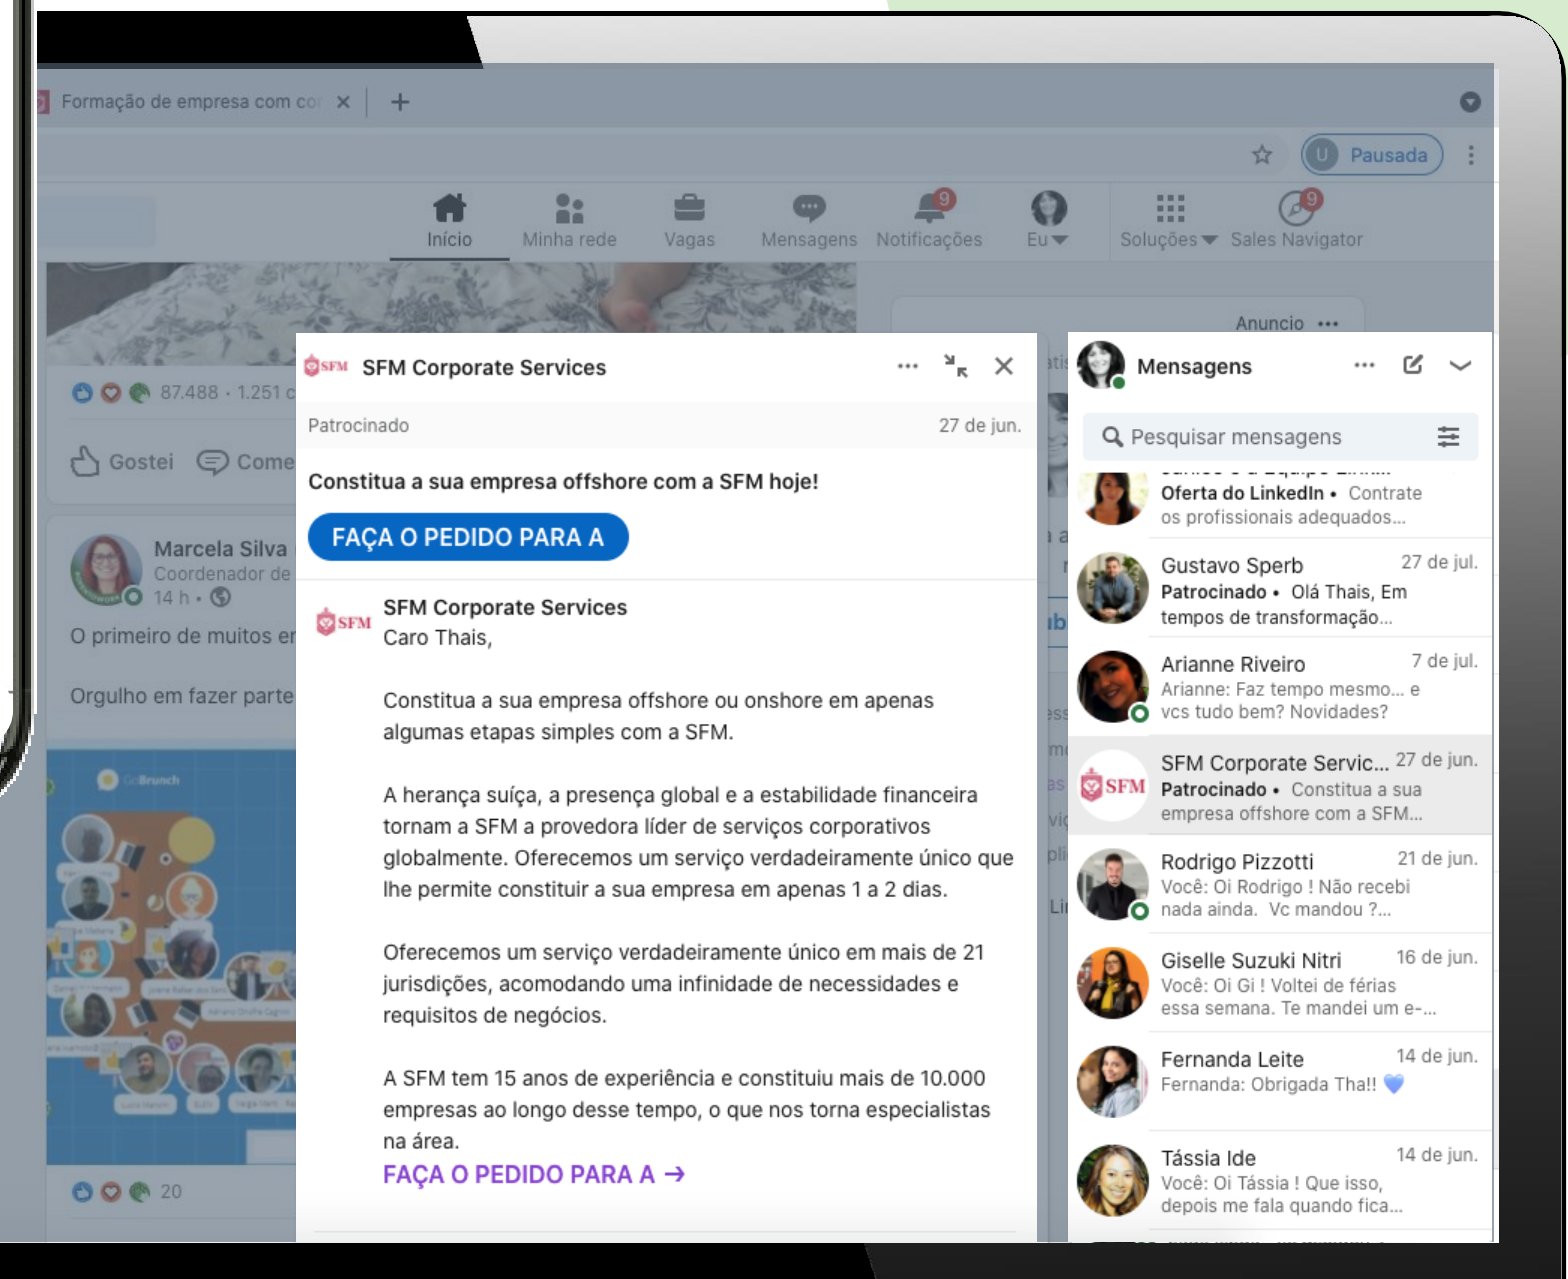 Formação de empresa com co
U Pausada
Início
Minha rede
Vagas
Mensagens
9
Notificações
Eu
Soluções
9
Sales Navigator
Anuncio
87.488 · 1.251 c
Gostei
Come
Marcela Silva
Coordenador de
14 h •
O primeiro de muitos er
Orgulho em fazer parte
GoBrunch
20
SFM SFM Corporate Services
Patrocinado 27 de jun.
Constitua a sua empresa offshore com a SFM hoje!
FAÇA O PEDIDO PARA A
SFM
SFM Corporate Services
Caro Thais,
Constitua a sua empresa offshore ou onshore em apenas
algumas etapas simples com a SFM.
A herança suíça, a presença global e a estabilidade financeira
tornam a SFM a provedora líder de serviços corporativos
globalmente. Oferecemos um serviço verdadeiramente único que
lhe permite constituir a sua empresa em apenas 1 a 2 dias.
Oferecemos um serviço verdadeiramente único em mais de 21
jurisdições, acomodando uma infinidade de necessidades e
requisitos de negócios.
A SFM tem 15 anos de experiência e constituiu mais de 10.000
empresas ao longo desse tempo, o que nos torna especialistas
na área.
FAÇA O PEDIDO PARA A →
Mensagens
Pesquisar mensagens
Oferta do LinkedIn • Contrate
os profissionais adequados...
Gustavo Sperb 27 de jul.
Patrocinado • Olá Thais, Em
tempos de transformação...
Arianne Riveiro 7 de jul.
Arianne: Faz tempo mesmo... e
vcs tudo bem? Novidades?
SFM
SFM Corporate Servic... 27 de jun.
Patrocinado • Constitua a sua
empresa offshore com a SFM...
Rodrigo Pizzotti 21 de jun.
Você: Oi Rodrigo ! Não recebi
nada ainda. Vc mandou ?...
Giselle Suzuki Nitri 16 de jun.
Você: Oi Gi ! Voltei de férias
essa semana. Te mandei um e-...
Fernanda Leite 14 de jun.
Fernanda: Obrigada Tha!! 💙
Tássia Ide 14 de jun.
Você: Oi Tássia ! Que isso,
depois me fala quando fica...